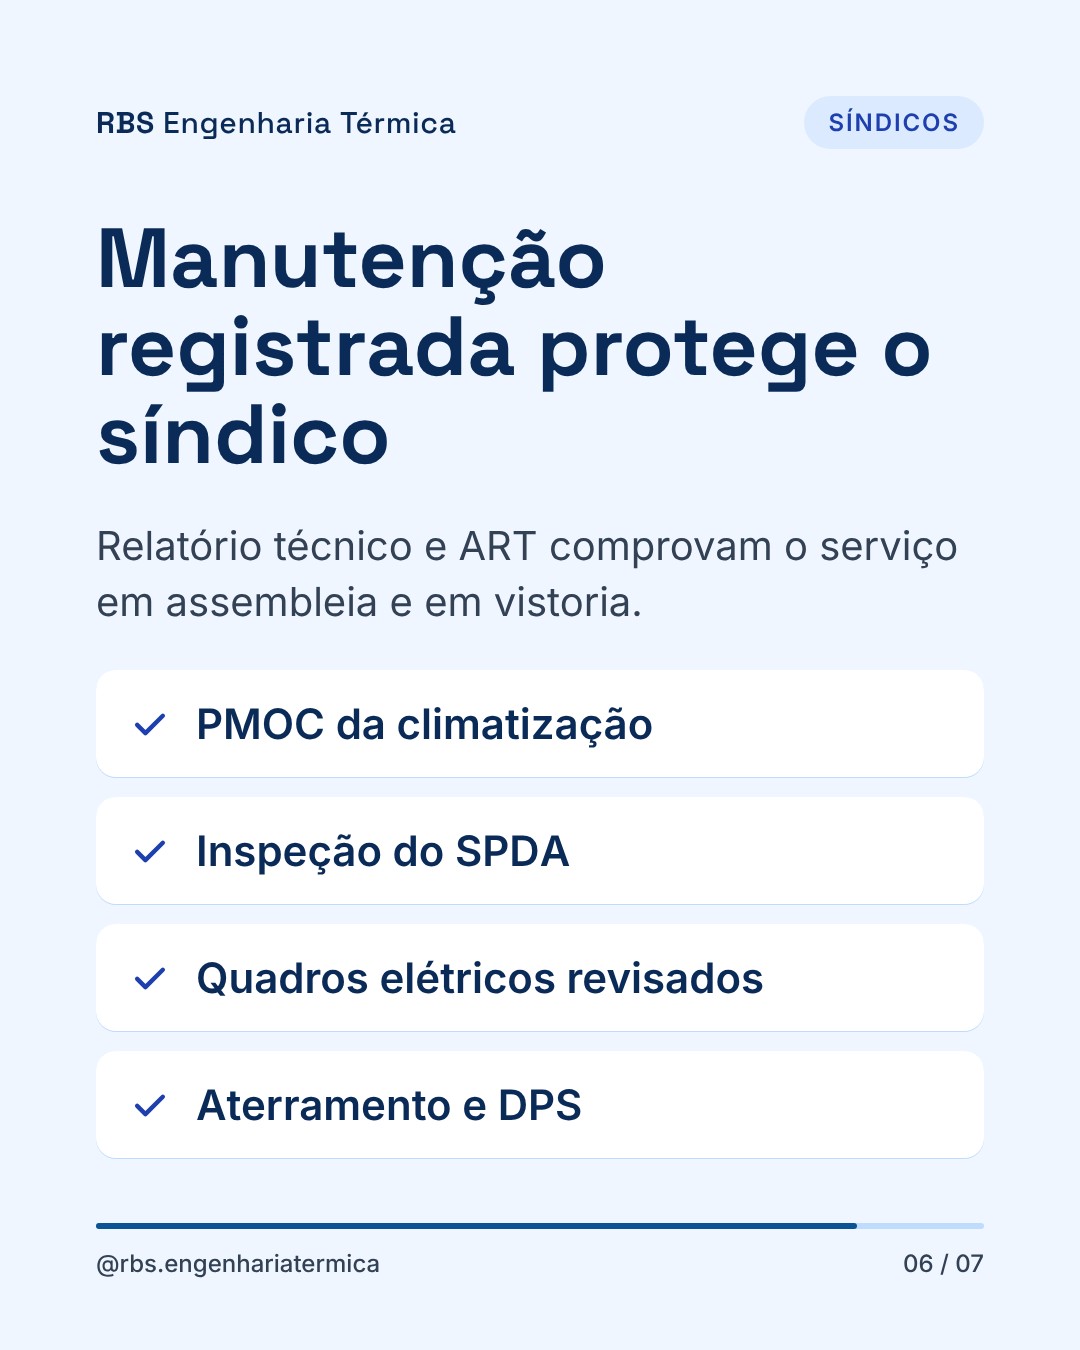 RBS Engenharia Térmica
SÍNDICOS
Manutenção
registrada protege o
síndico
Relatório técnico e ART comprovam o serviço
em assembleia e em vistoria.
PMOC da climatização
Inspeção do SPDA
Quadros elétricos revisados
Aterramento e DPS
@rbs.engenhariatermica
06 / 07